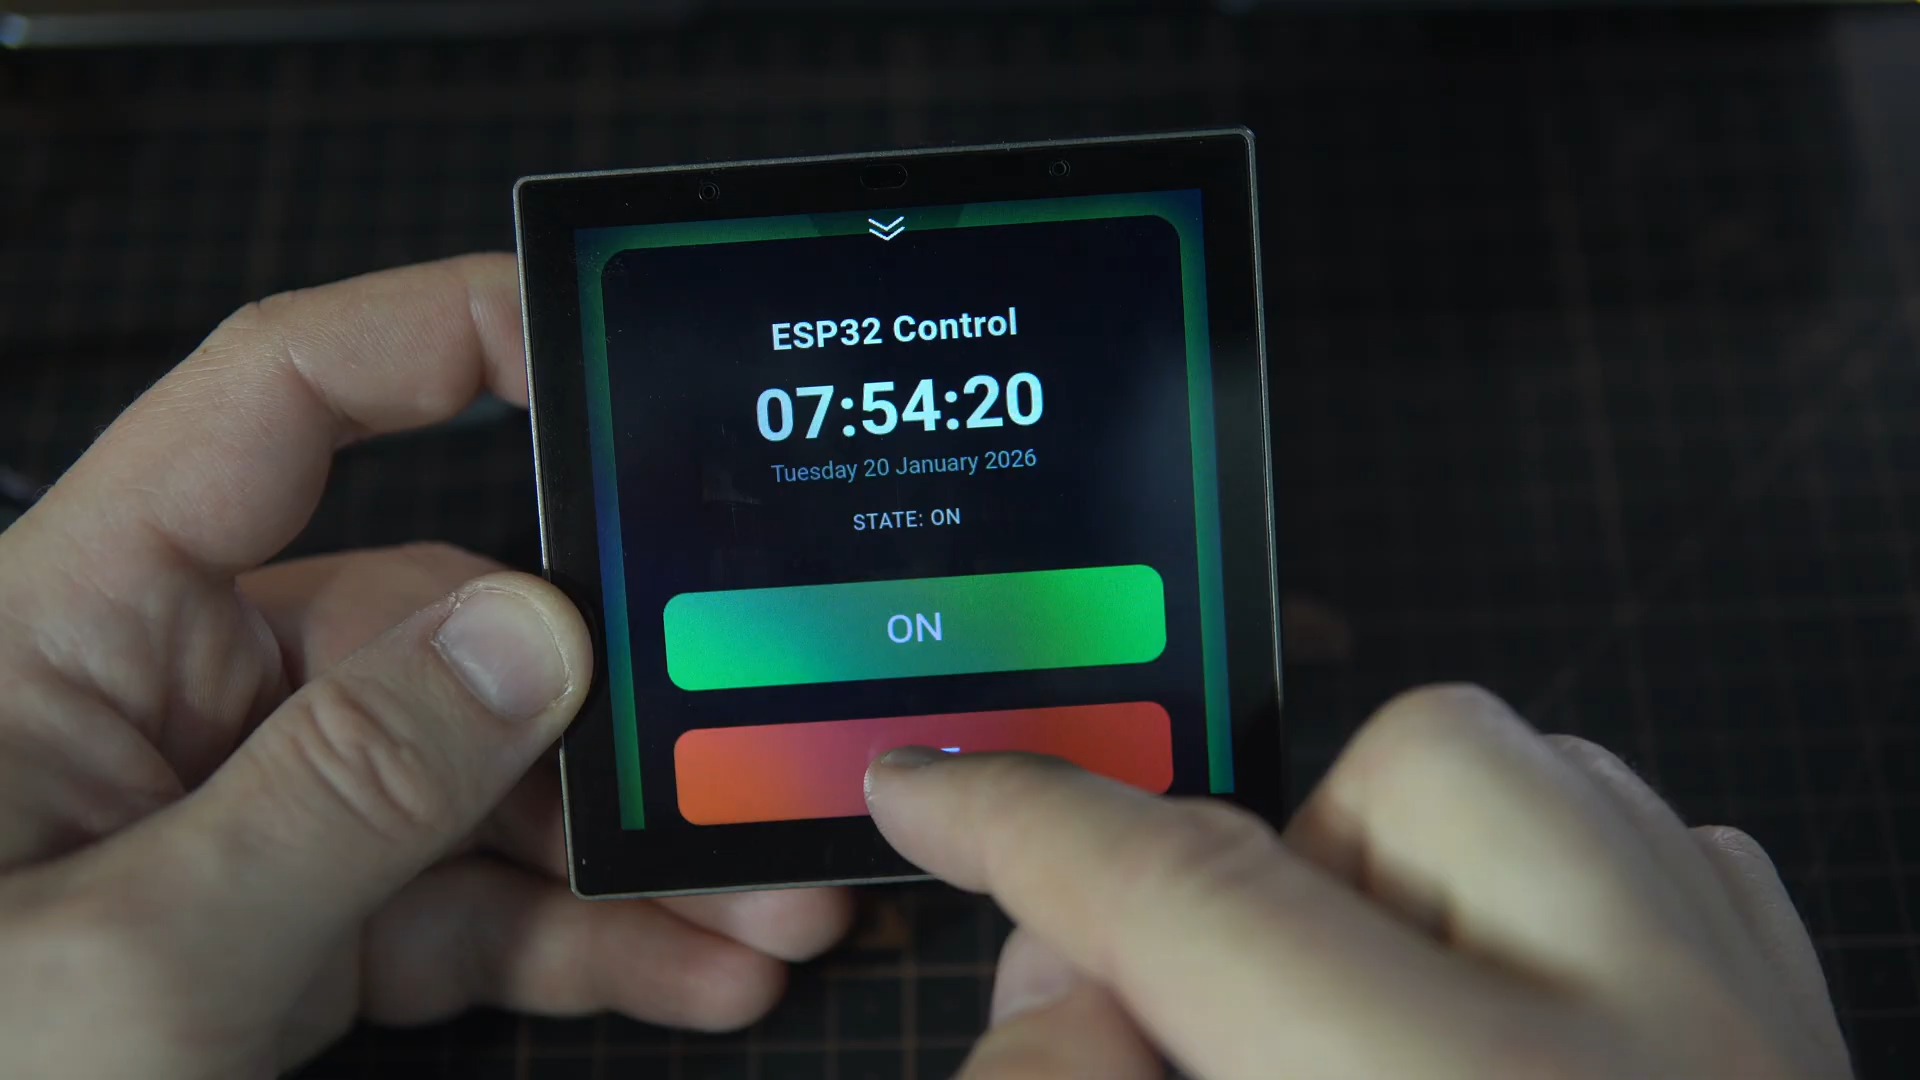 ESP32 Control
07:54:20
Tuesday 20 January 2026
STATE: ON
ON